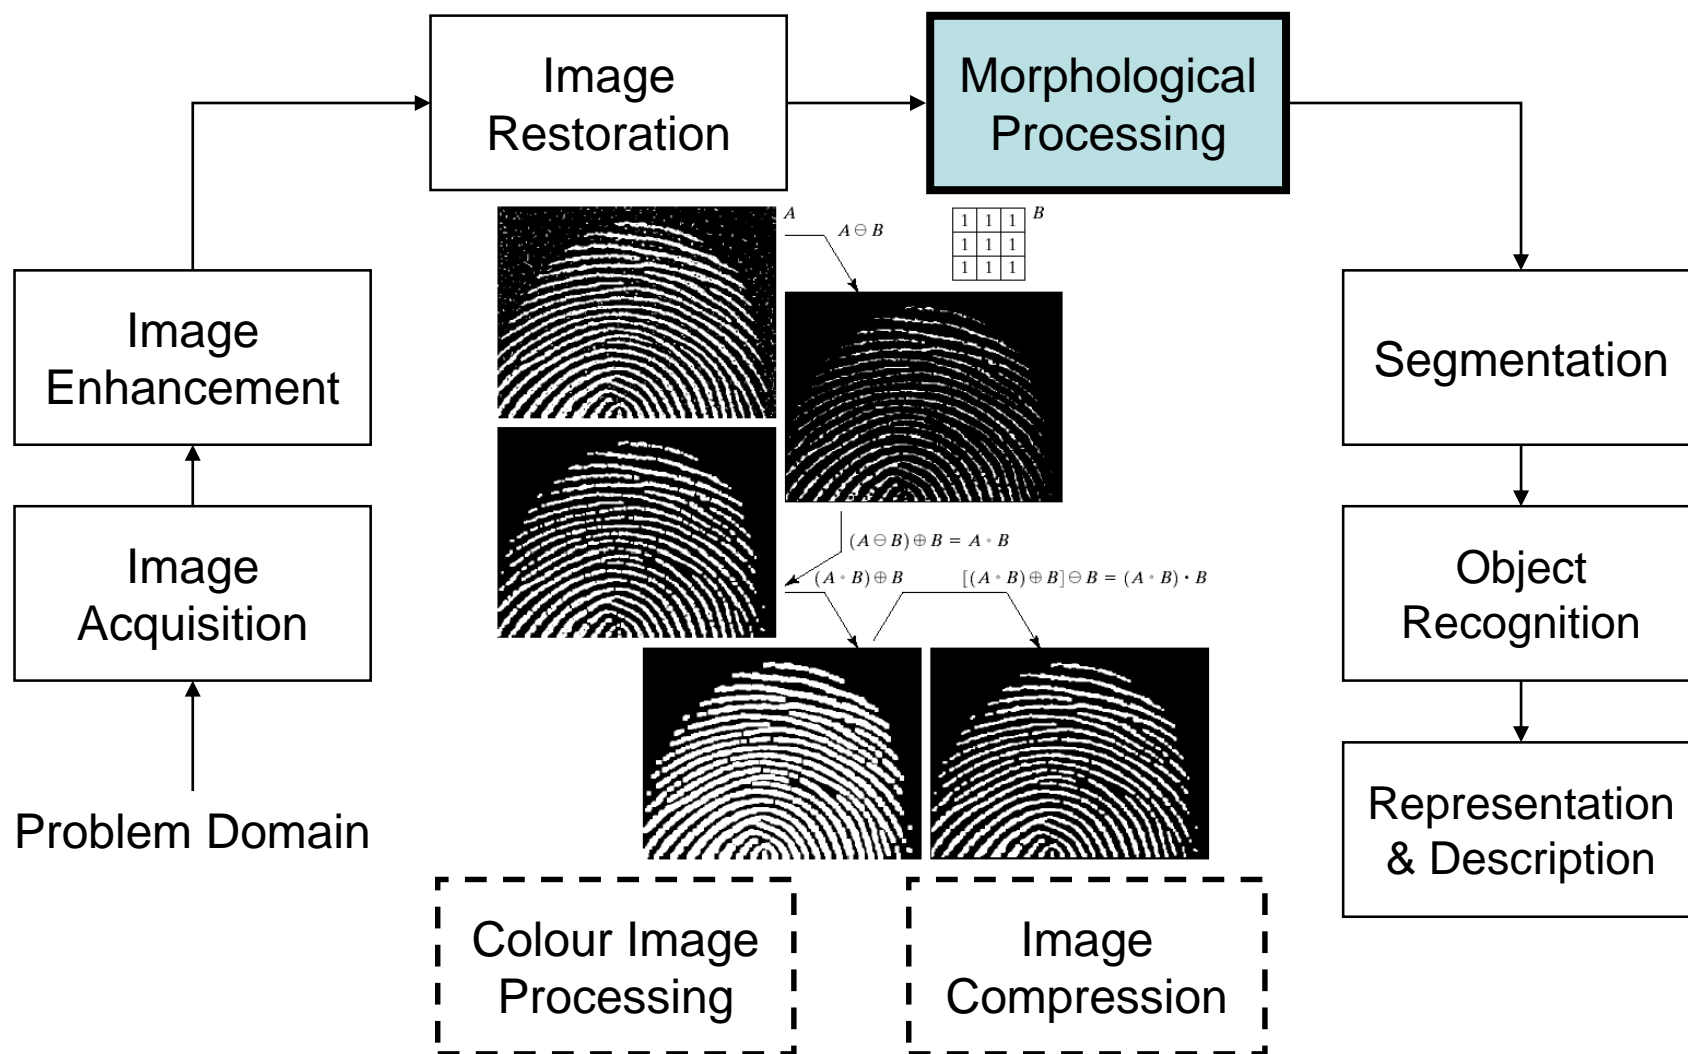 Image
Restoration
Morphological
Processing
Image
Enhancement
Image
Acquisition
Problem Domain
A
A ⊖ B
1 1 1
1 1 1
1 1 1
B
(A ⊖ B) ⊕ B = A ∘ B
(A ∘ B) ⊕ B
[(A ∘ B) ⊕ B] ⊖ B = (A ∘ B) • B
Segmentation
Object
Recognition
Representation
& Description
Colour Image
Processing
Image
Compression